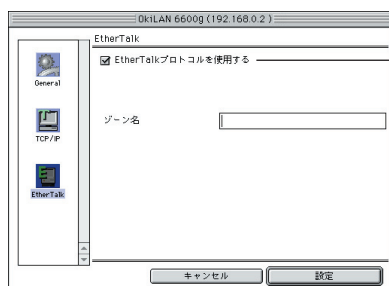 OkiLAN 6600g (192.168.0.2)
EtherTalk
EtherTalkプロトコルを使用する
General
ゾーン名
TCP/IP
EtherTalk
キャンセル
設定